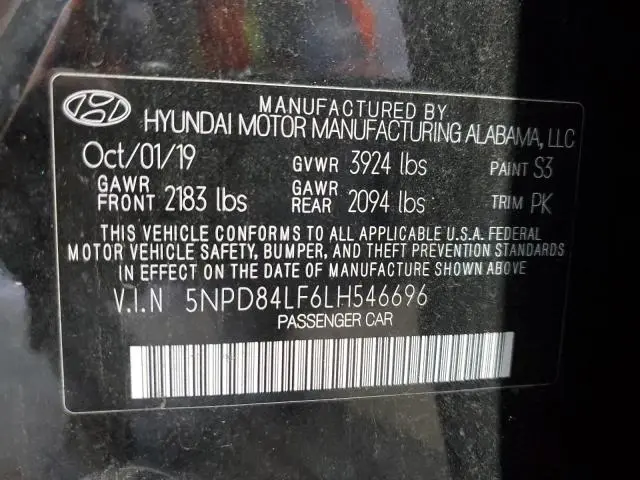 MANUFACTURED BY
HYUNDAI MOTOR MANUFACTURING ALABAMA, LLC
Oct/01/19 GVWR 3924 lbs PAINT S3
GAWR FRONT 2183 lbs GAWR REAR 2094 lbs TRIM PK
THIS VEHICLE CONFORMS TO ALL APPLICABLE U.S.A. FEDERAL
MOTOR VEHICLE SAFETY, BUMPER, AND THEFT PREVENTION STANDARDS
IN EFFECT ON THE DATE OF MANUFACTURE SHOWN ABOVE
V.I.N 5NPD84LF6LH546696
PASSENGER CAR